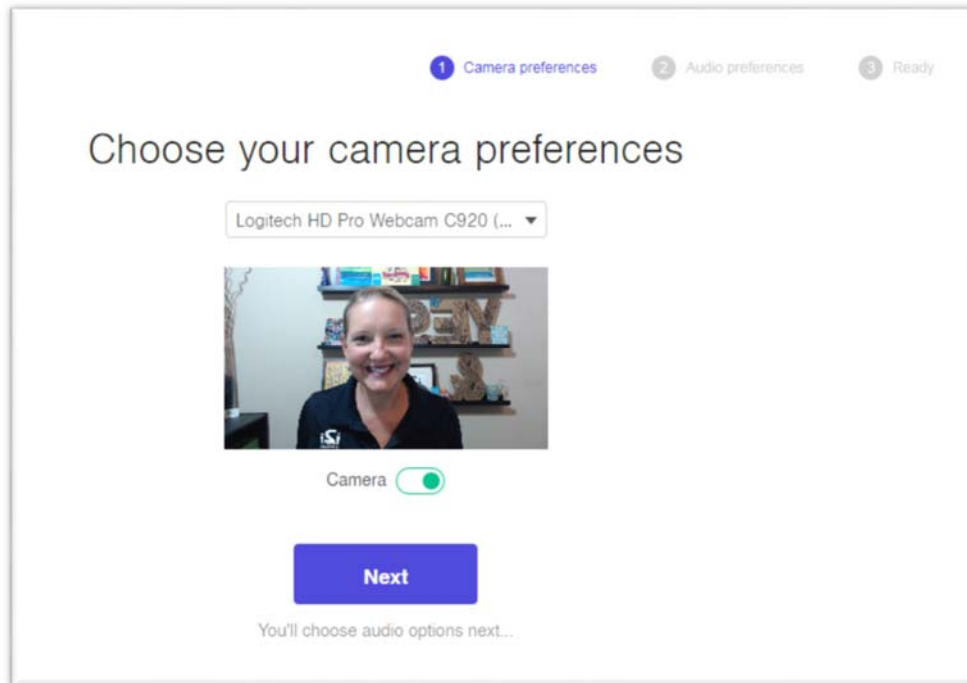 1 Camera preferences 2 Audio preferences 3 Ready
Choose your camera preferences
Logitech HD Pro Webcam C920 (...
Camera
Next
You'll choose audio options next...